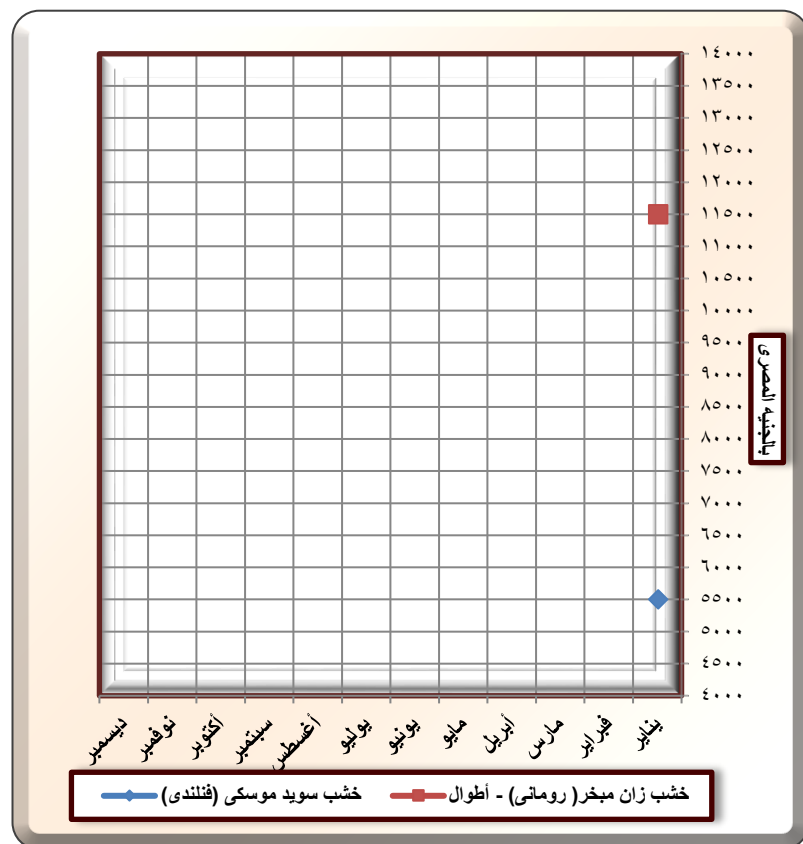 ١٤٠٠٠
١٣٥٠٠
١٣٠٠٠
١٢٥٠٠
١٢٠٠٠
١١٥٠٠
١١٠٠٠
١٠٥٠٠
١٠٠٠٠
٩٥٠٠
٩٠٠٠
٨٥٠٠
٨٠٠٠
٧٥٠٠
٧٠٠٠
٦٥٠٠
٦٠٠٠
٥٥٠٠
٥٠٠٠
٤٥٠٠
٤٠٠٠
بالجنيه المصرى
يناير
فبراير
مارس
أبريل
مايو
يونيو
يوليو
أغسطس
سبتمبر
أكتوبر
نوفمبر
ديسمبر
خشب زان مبخر( رومانى) - أطوال
خشب سويد موسكى (فنلندى)